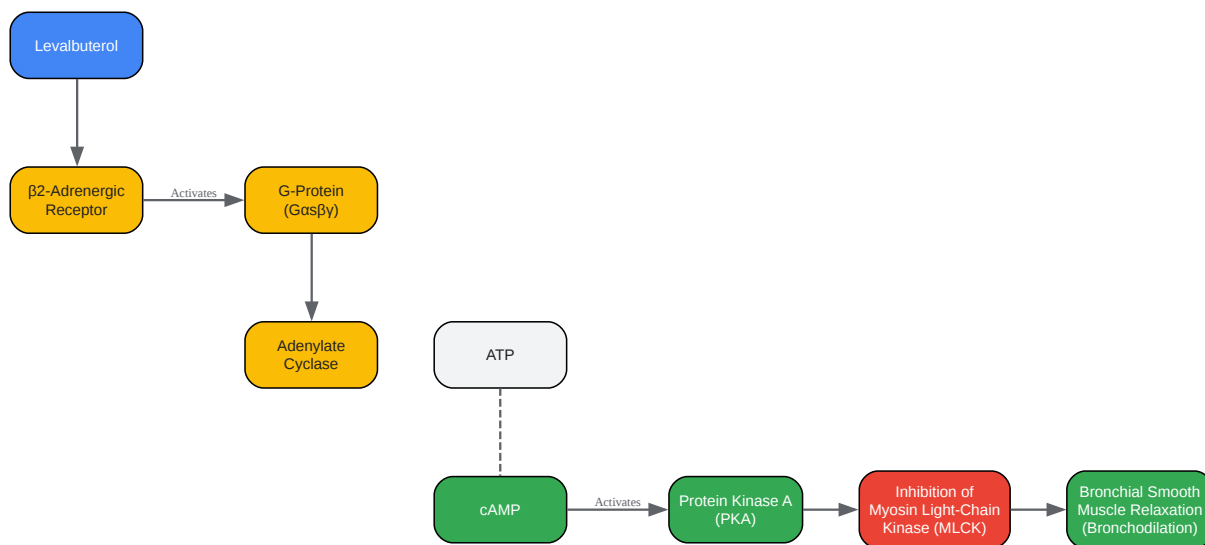 Levalbuterol
β2-Adrenergic
Receptor
Activates
G-Protein
(Gαsβγ)
Adenylate
Cyclase
ATP
cAMP
Activates
Protein Kinase A
(PKA)
Inhibition of
Myosin Light-Chain
Kinase (MLCK)
Bronchial Smooth
Muscle Relaxation
(Bronchodilation)